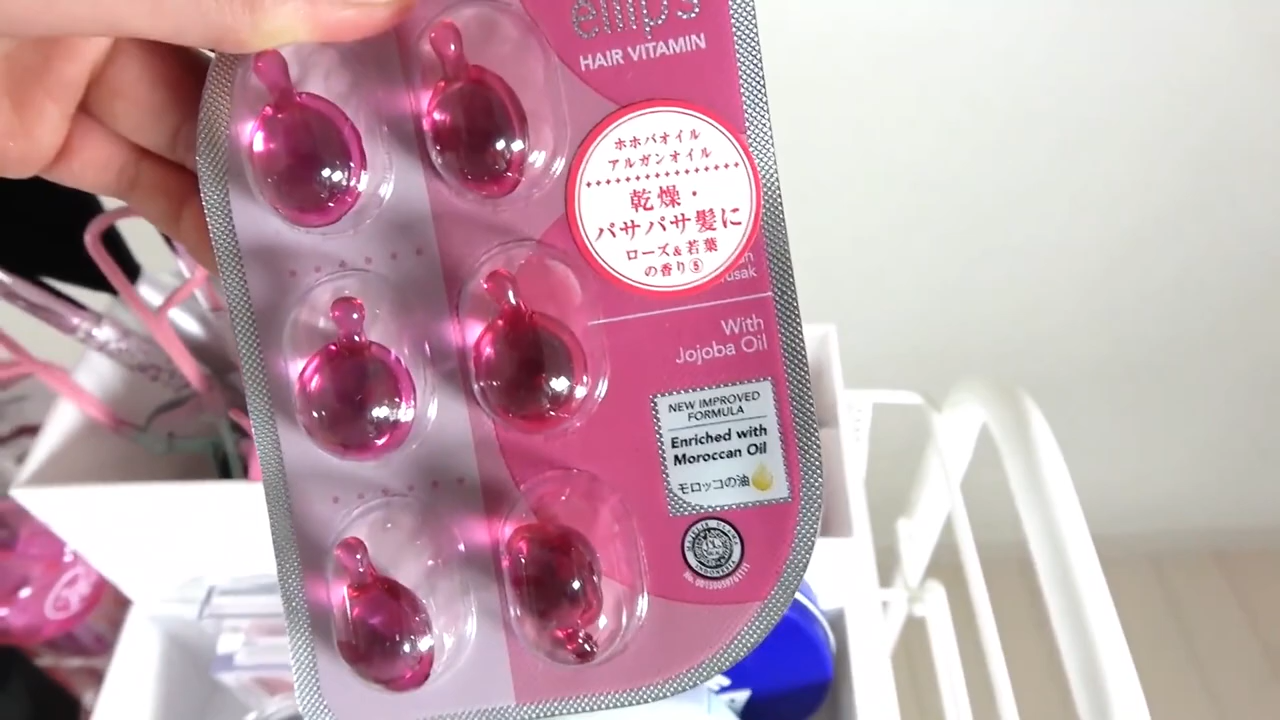 ellips
HAIR VITAMIN
ホホバオイル
アルガンオイル
乾燥・
パサパサ髪に
ローズ&若葉
の香り⑤
With
Jojoba Oil
NEW IMPROVED
FORMULA
Enriched with
Moroccan Oil
モロッコの油